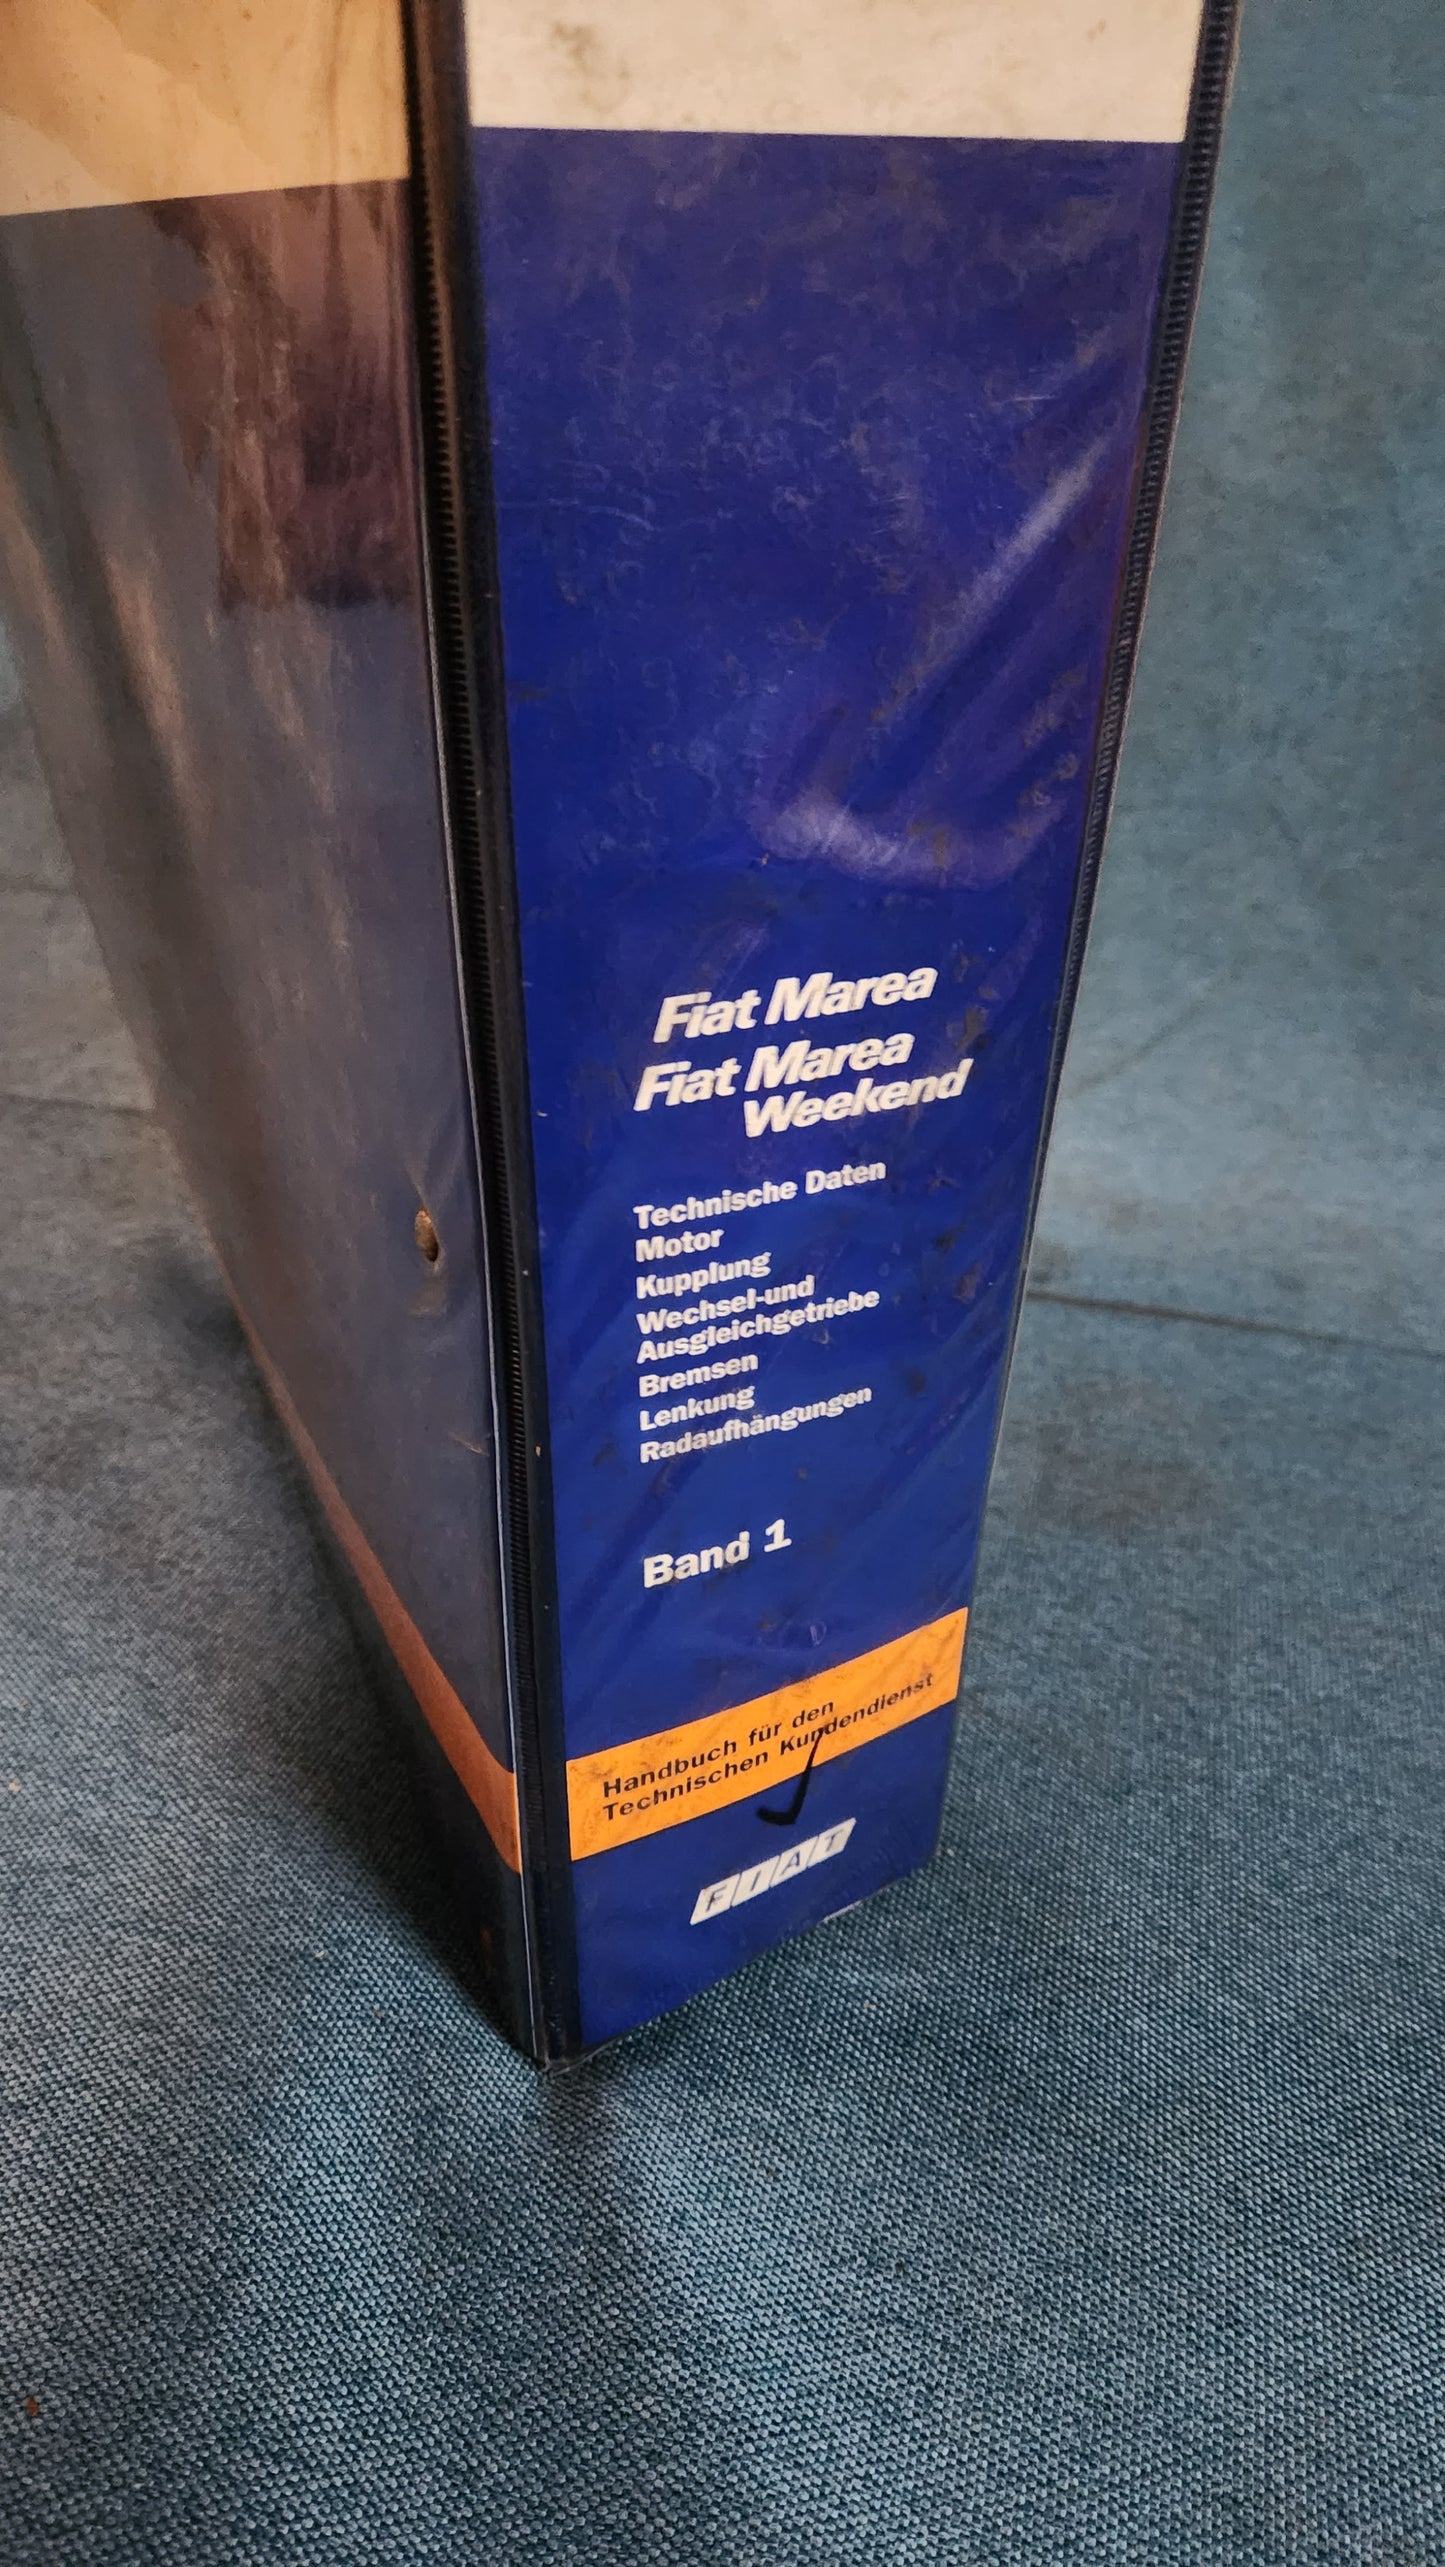 Fiat Marea
Fiat Marea
Weekend
Technische Daten
Motor
Kupplung
Wechsel-und
Ausgleichgetriebe
Bremsen
Lenkung
Radaufhängungen
Band 1
Handbuch für den
Technischen Kundendienst
FIAT